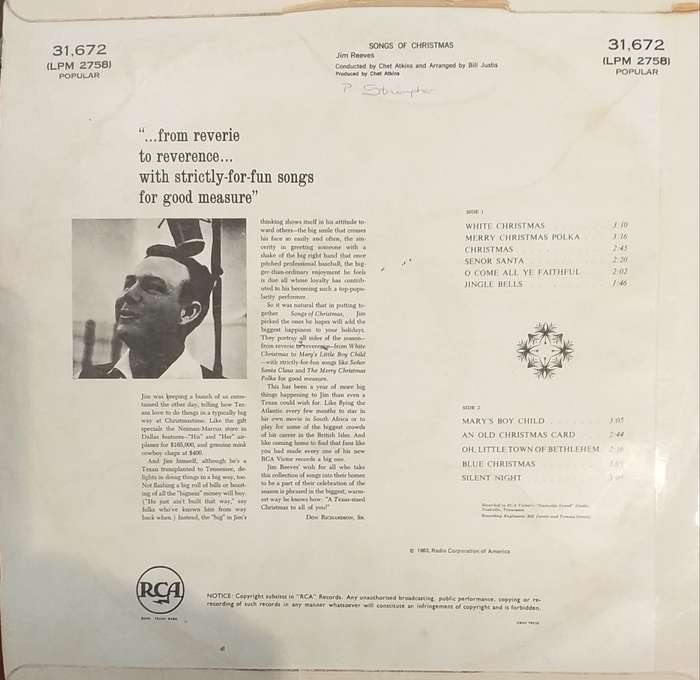 31,672
(LPM 2758)
POPULAR
SONGS OF CHRISTMAS
Jim Reeves
Conducted by Chet Atkins and Arranged by Bill Justis
Produced by Chet Atkins
31,672
(LPM 2758)
POPULAR
P
"...from reverie
to reverence...
with strictly-for-fun songs
for good measure"
Jim was keeping a bunch of us enter-
tained the other day, telling how Tex-
ans love to do things in a typically big
way at Christmastime. Like the gift
specials the Neiman-Marcus store in
Dallas features—"His" and "Her" air-
planes for $165,000, and genuine mink
cowboy chaps at $400.
And Jim himself, although he's a
Texan transplanted to Tennessee, de-
lights in doing things in a big way, too.
Not flashing a big roll of bills or boast-
ing of all the "bigness" money will buy.
("He just ain't built that way," say
folks who've known him from way
back when.) Instead, the "big" in Jim's
thinking shows itself in his attitude to-
ward others—the big smile that creases
his face so easily and often, the sin-
cerity in greeting someone with a
shake of the big right hand that once
pitched professional baseball, the big-
ger-than-ordinary enjoyment he feels
is due all whose loyalty has contrib-
uted to his becoming such a top-popu-
larity performer.
So it was natural that in putting to-
gether Songs of Christmas, Jim
picked the ones he hopes will add the
biggest happiness to your holidays.
They portray all sides of the season—
from reverie to reverence—from White
Christmas to Mary's Little Boy Child
—with strictly-for-fun songs like Señor
Santa Claus and The Merry Christmas
Polka for good measure.
This has been a year of more big
things happening to Jim than even a
Texan could wish for. Like flying the
Atlantic every few months to star in
his own movie in South Africa or to
play for some of the biggest crowds
of his career in the British Isles. And
like coming home to find that fans like
you had made every one of his new
RCA Victor records a big one.
Jim Reeves' wish for all who take
this collection of songs into their homes
to be a part of their celebration of the
season is phrased in the biggest, warm-
est way he knows how: "A Texas-sized
Christmas to all of you!"
DON RICHARDSON, SR.
SIDE 1
WHITE CHRISTMAS 3:10
MERRY CHRISTMAS POLKA 3:16
CHRISTMAS 2:45
SENOR SANTA 2:20
O COME ALL YE FAITHFUL 2:02
JINGLE BELLS 1:46
SIDE 2
MARY'S BOY CHILD 3:05
AN OLD CHRISTMAS CARD 2:44
OH, LITTLE TOWN OF BETHLEHEM
BLUE CHRISTMAS
SILENT NIGHT
Recorded in RCA Victor's "Nashville Sound" Studio,
Nashville, Tennessee
Recording Engineers: Bill
© 1963, Radio Corporation of America
RCA
NOTICE: Copyright subsists in "RCA" Records. Any unauthorised broadcasting, public performance, copying or re-
recording of such records in any manner whatsoever will constitute an infringement of copyright and is forbidden.